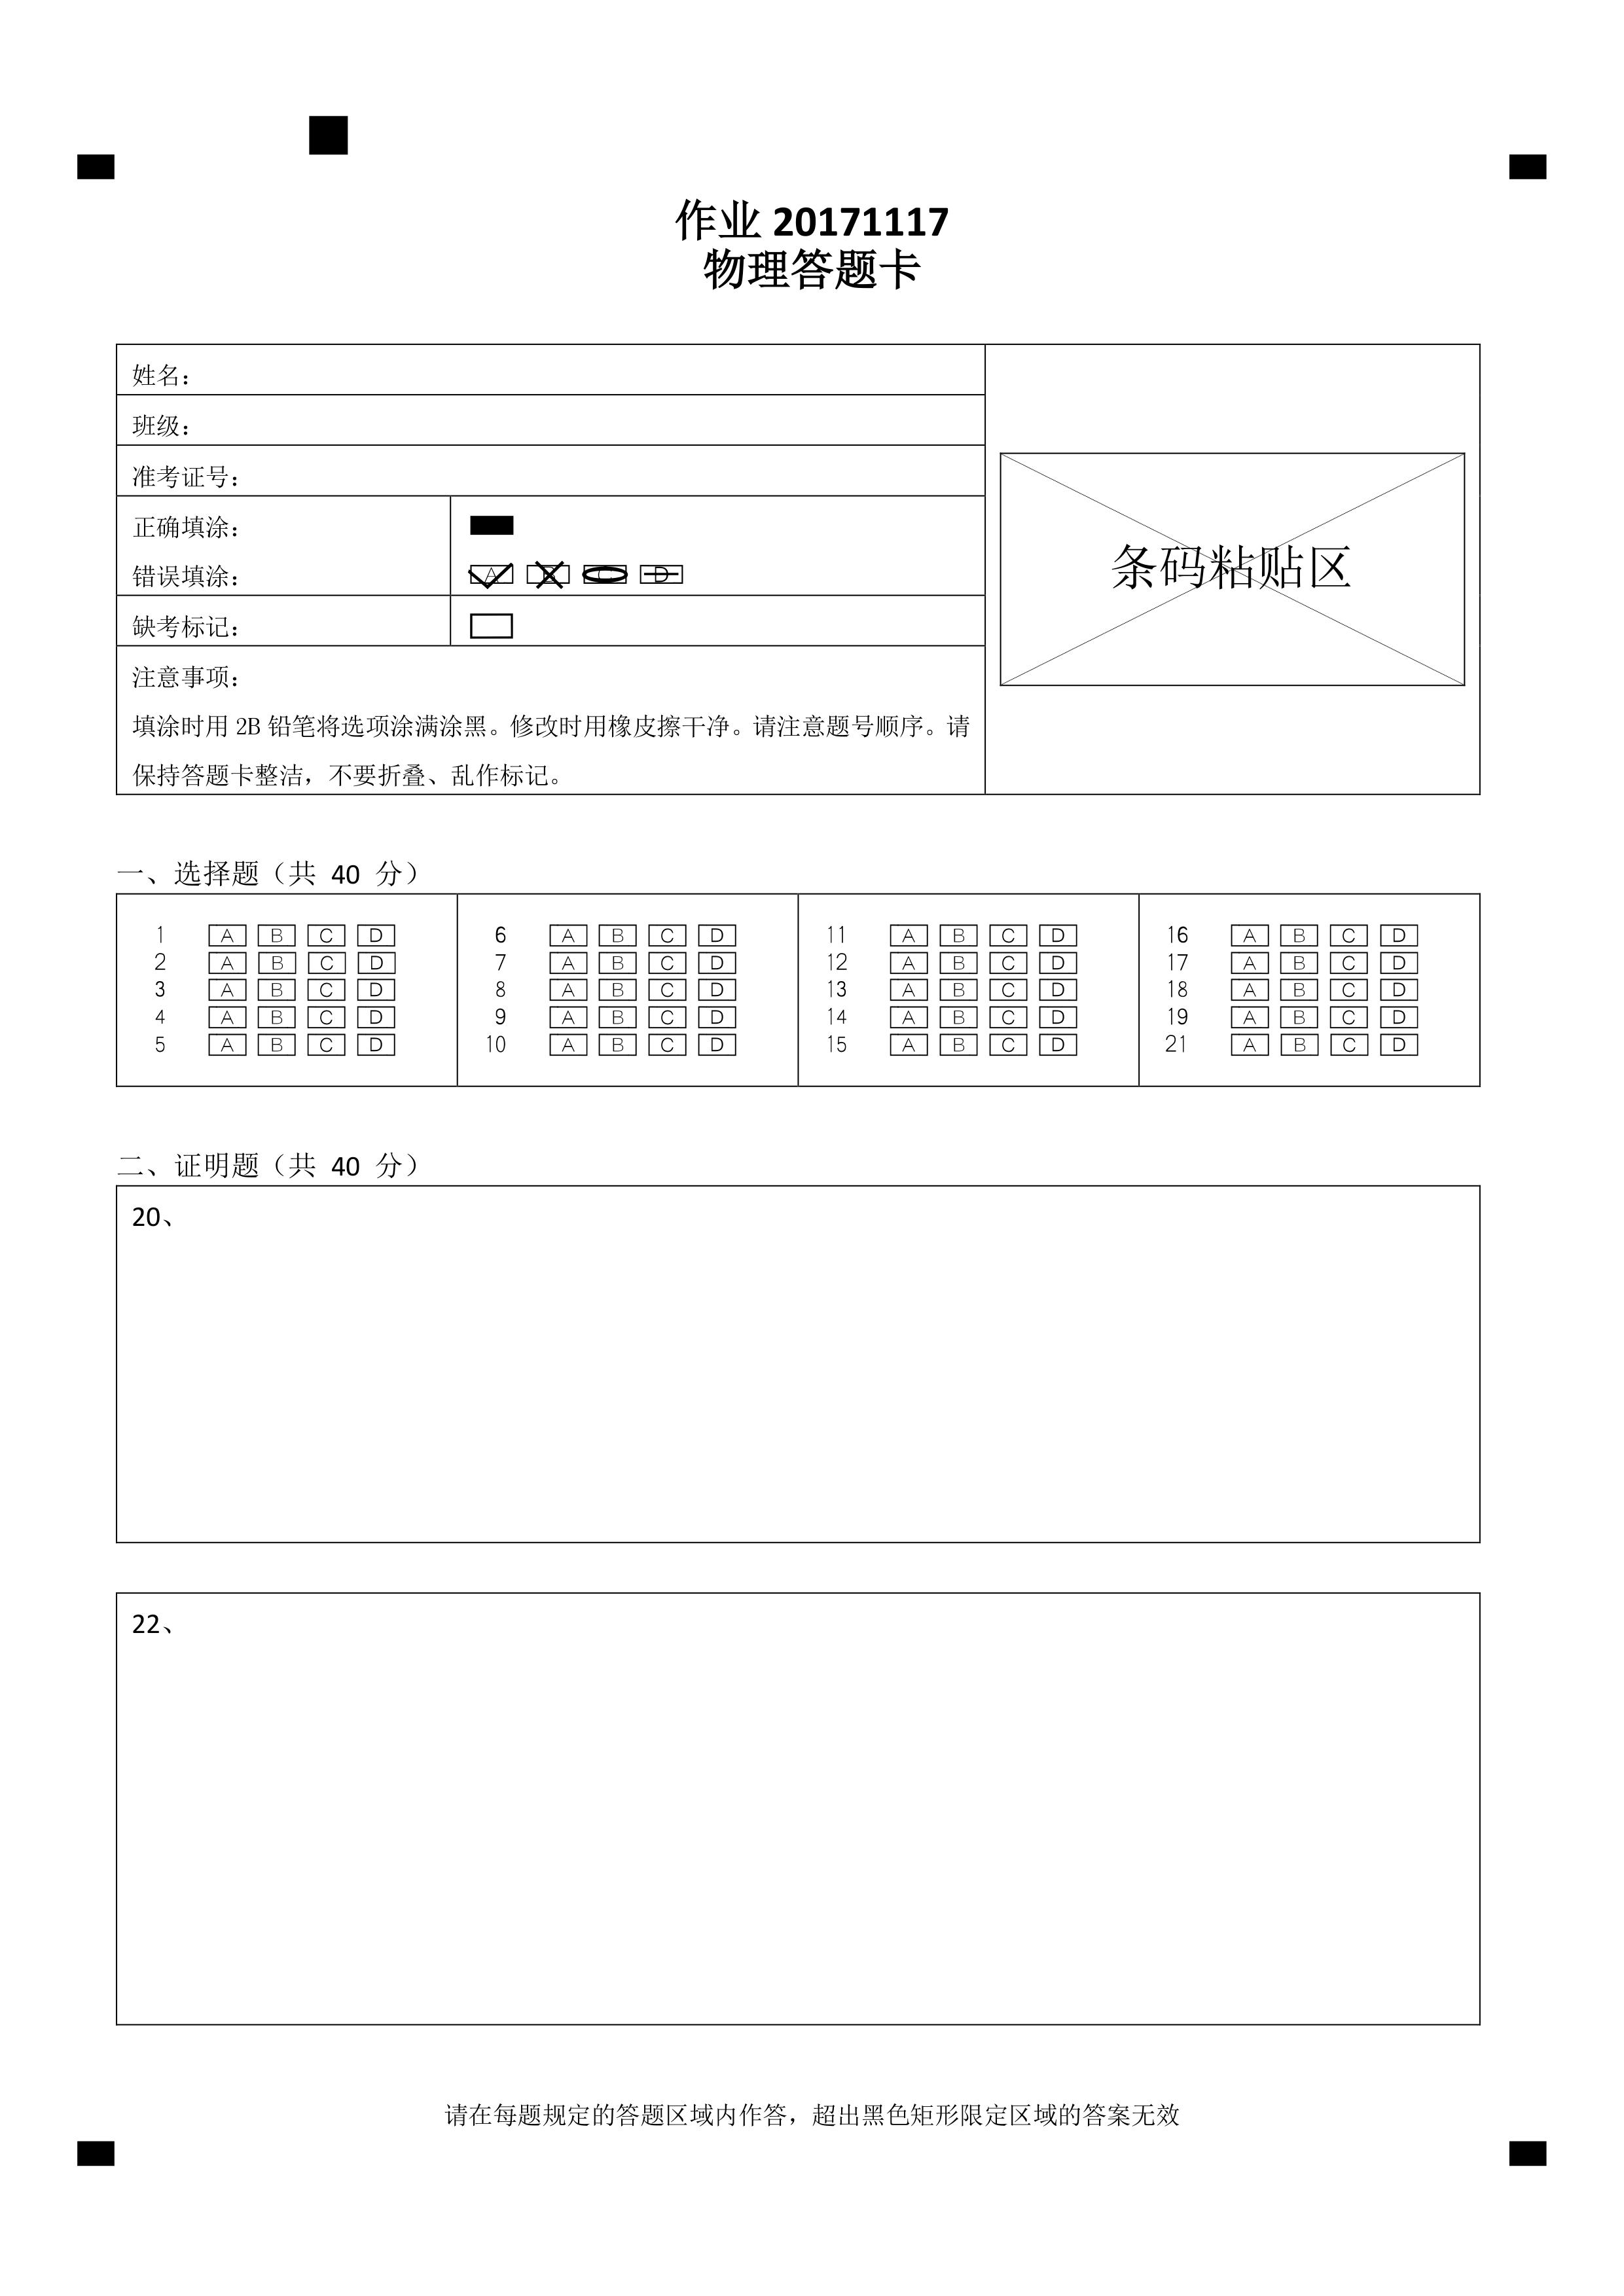 作业 20171117
物理答题卡
姓名：
班级：
准考证号：
正确填涂：
错误填涂： A B C D
缺考标记：
注意事项：
填涂时用 2B 铅笔将选项涂满涂黑。修改时用橡皮擦干净。请注意题号顺序。请
保持答题卡整洁，不要折叠、乱作标记。
条码粘贴区
一、选择题（共 40 分）
1 A B C D 6 A B C D 11 A B C D 16 A B C D
2 A B C D 7 A B C D 12 A B C D 17 A B C D
3 A B C D 8 A B C D 13 A B C D 18 A B C D
4 A B C D 9 A B C D 14 A B C D 19 A B C D
5 A B C D 10 A B C D 15 A B C D 21 A B C D
二、证明题（共 40 分）
20、
22、
请在每题规定的答题区域内作答，超出黑色矩形限定区域的答案无效